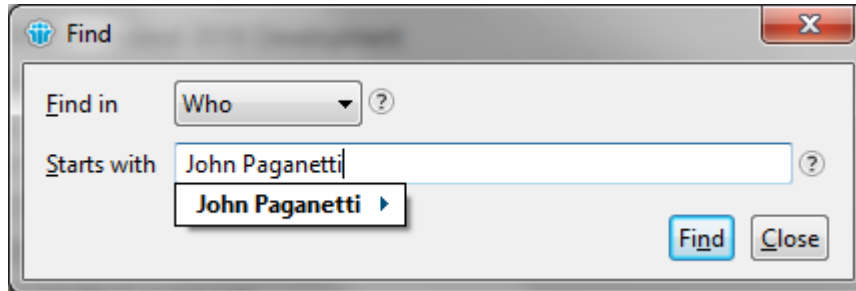 Find
Find in Who ?
Starts with John Paganetti ?
John Paganetti
Find Close